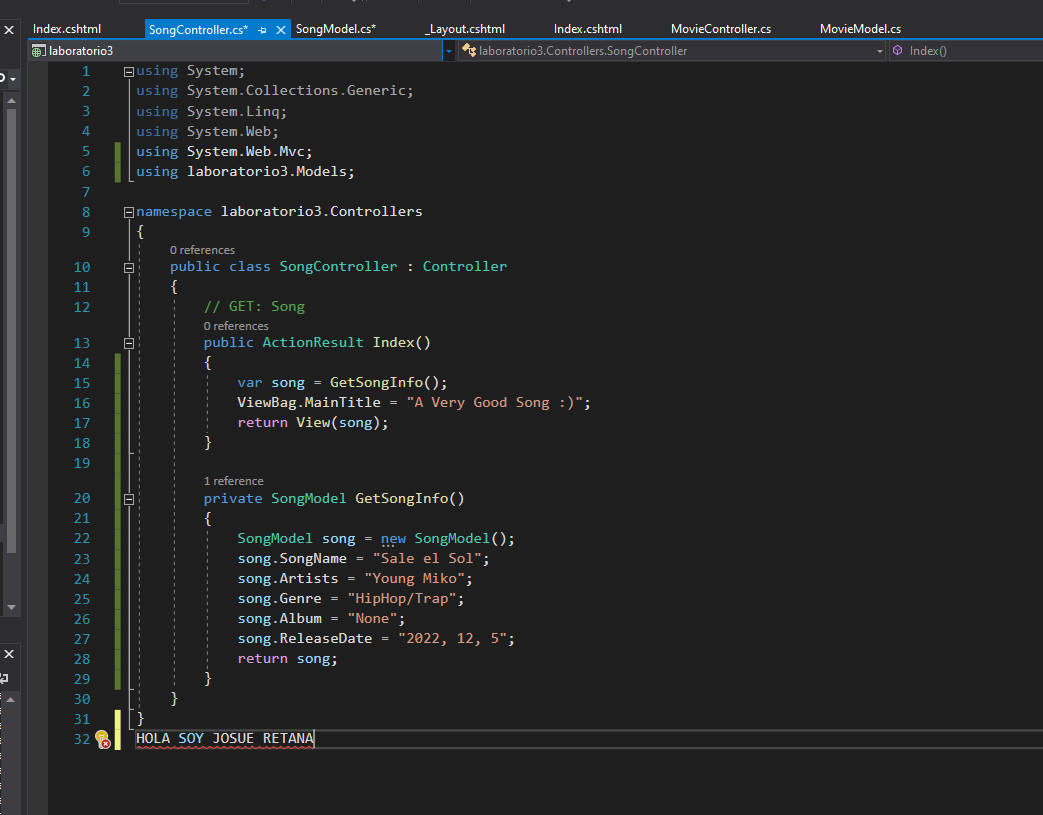 Index.cshtml SongController.cs* SongModel.cs* _Layout.cshtml Index.cshtml MovieController.cs MovieModel.cs
laboratorio3 laboratorio3.Controllers.SongController Index()
1 using System;
2 using System.Collections.Generic;
3 using System.Linq;
4 using System.Web;
5 using System.Web.Mvc;
6 using laboratorio3.Models;
7
8 namespace laboratorio3.Controllers
9 {
0 references
10 public class SongController : Controller
11 {
12 // GET: Song
0 references
13 public ActionResult Index()
14 {
15 var song = GetSongInfo();
16 ViewBag.MainTitle = "A Very Good Song :)";
17 return View(song);
18 }
19
1 reference
20 private SongModel GetSongInfo()
21 {
22 SongModel song = new SongModel();
23 song.SongName = "Sale el Sol";
24 song.Artists = "Young Miko";
25 song.Genre = "HipHop/Trap";
26 song.Album = "None";
27 song.ReleaseDate = "2022, 12, 5";
28 return song;
29 }
30 }
31 }
32 HOLA SOY JOSUE RETANA